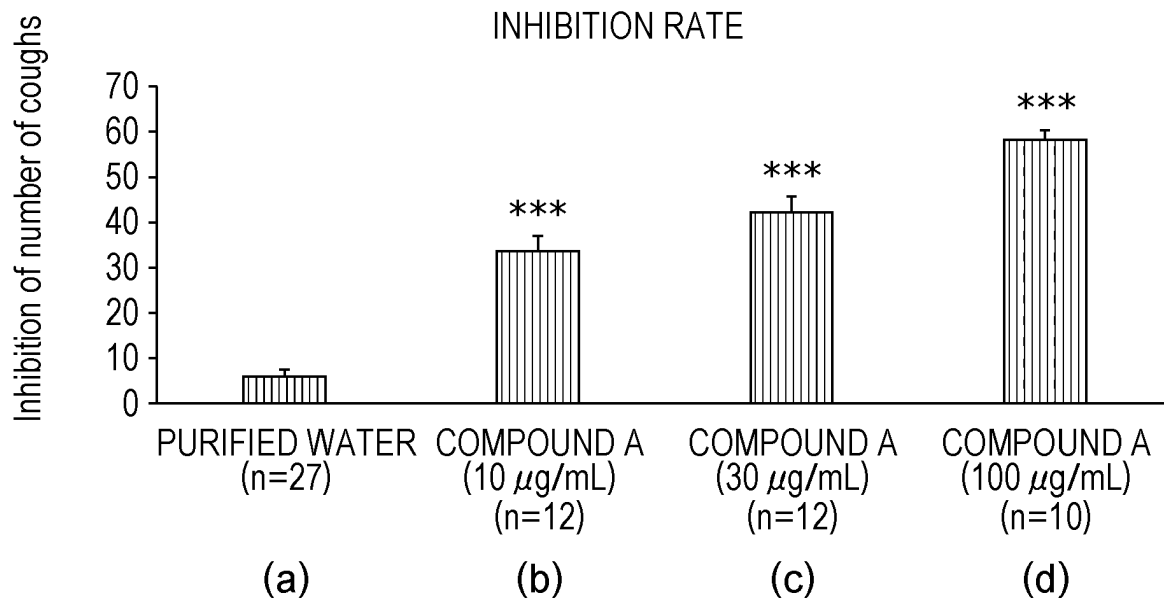 INHIBITION RATE
Inhibition of number of coughs
70
60
50
40
30
20
10
0
***
***
***
PURIFIED WATER
(n=27)
COMPOUND A
(10 μg/mL)
(n=12)
COMPOUND A
(30 μg/mL)
(n=12)
COMPOUND A
(100 μg/mL)
(n=10)
(a)
(b)
(c)
(d)